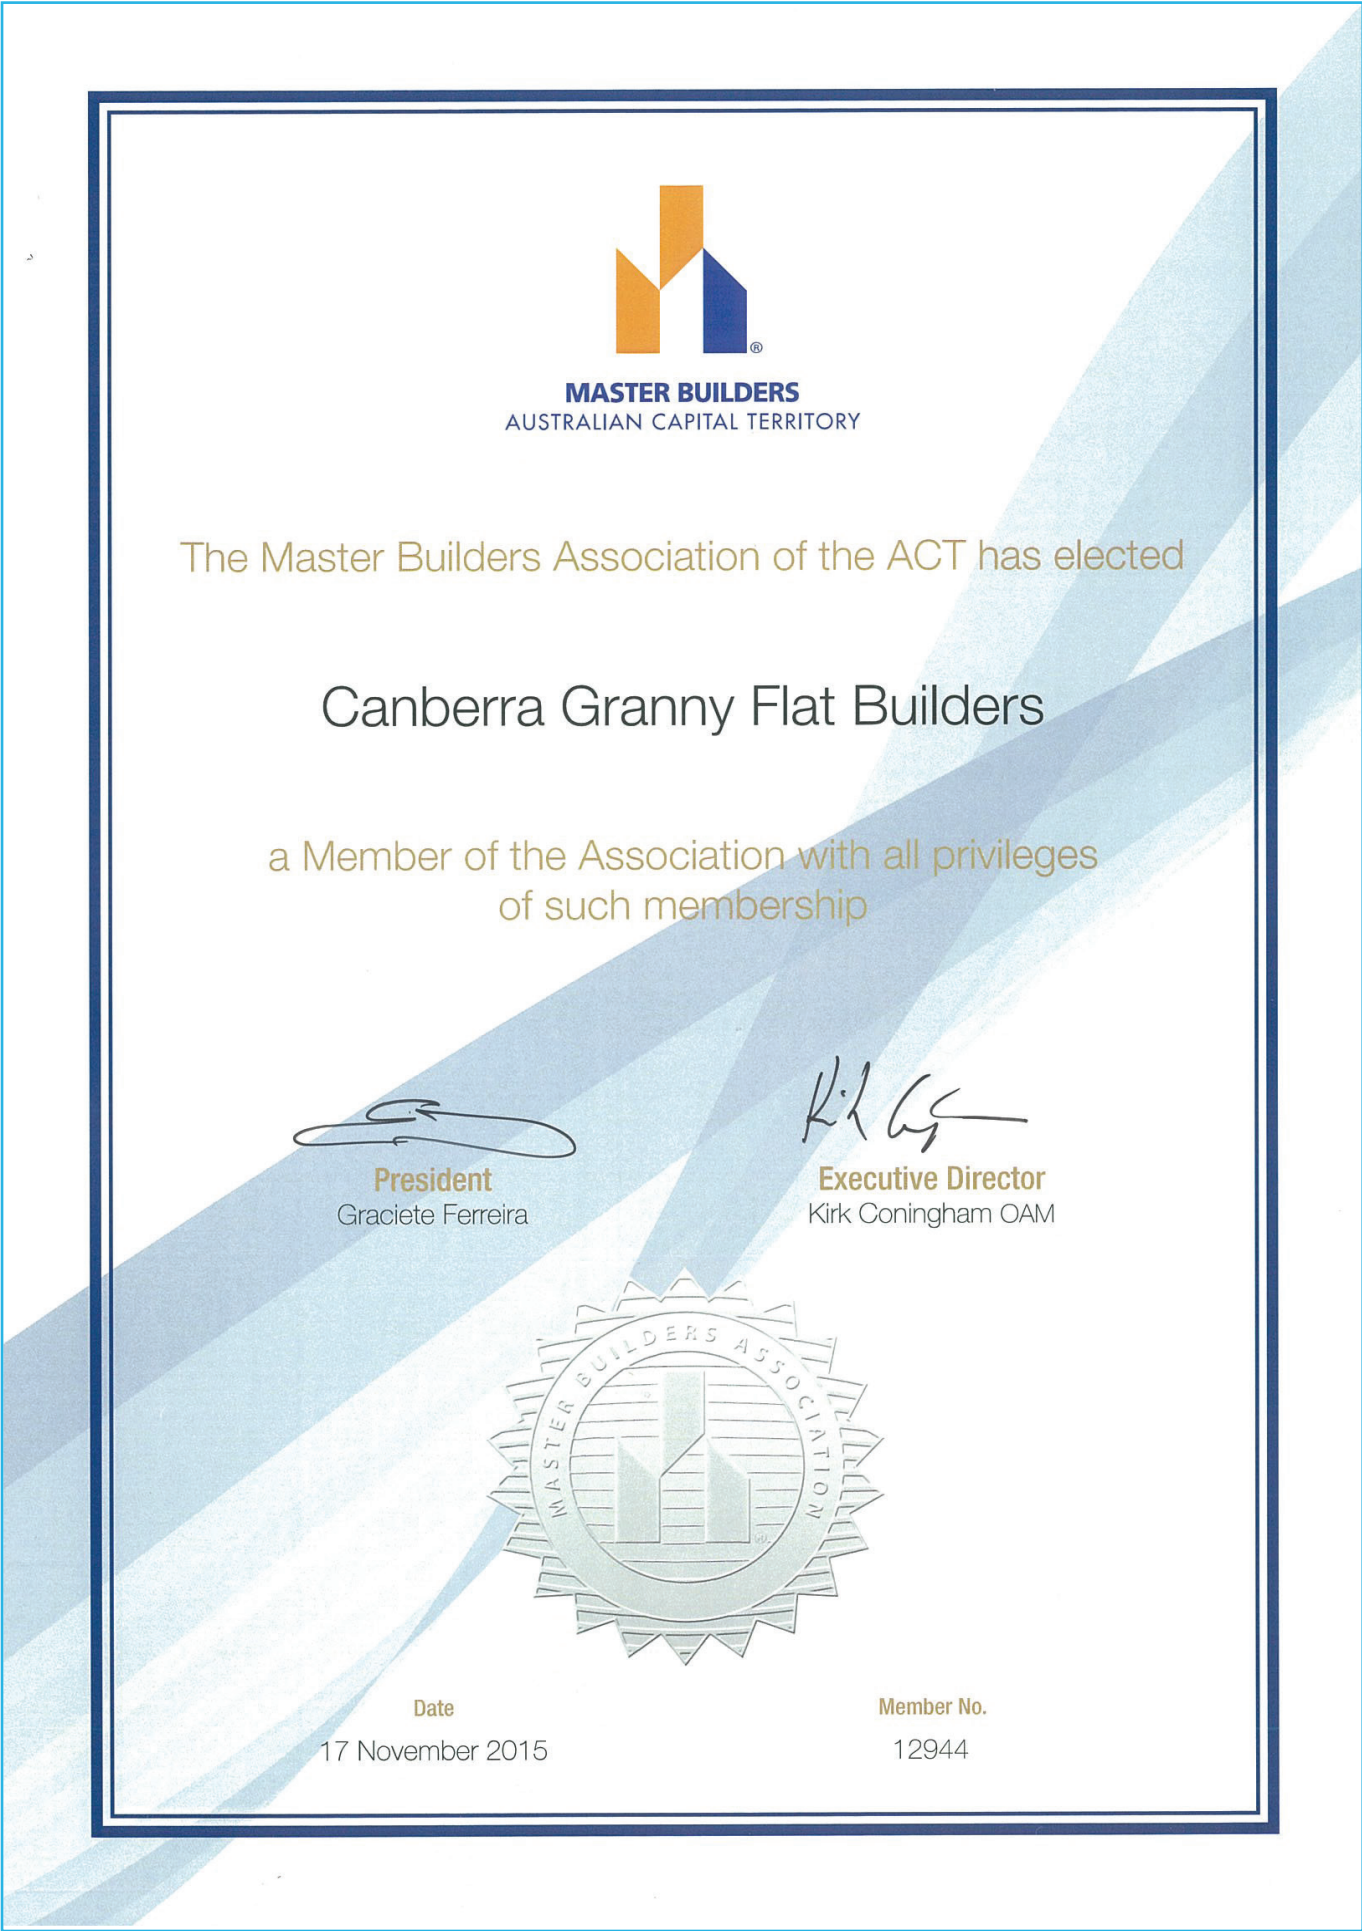 ®
MASTER BUILDERS
AUSTRALIAN CAPITAL TERRITORY
The Master Builders Association of the ACT has elected
Canberra Granny Flat Builders
a Member of the Association with all privileges
of such membership
Kirk
President
Executive Director
Graciete Ferreira
Kirk Coningham OAM
MASTER BUILDERS ASSOCIATION
Date
Member No.
17 November 2015
12944